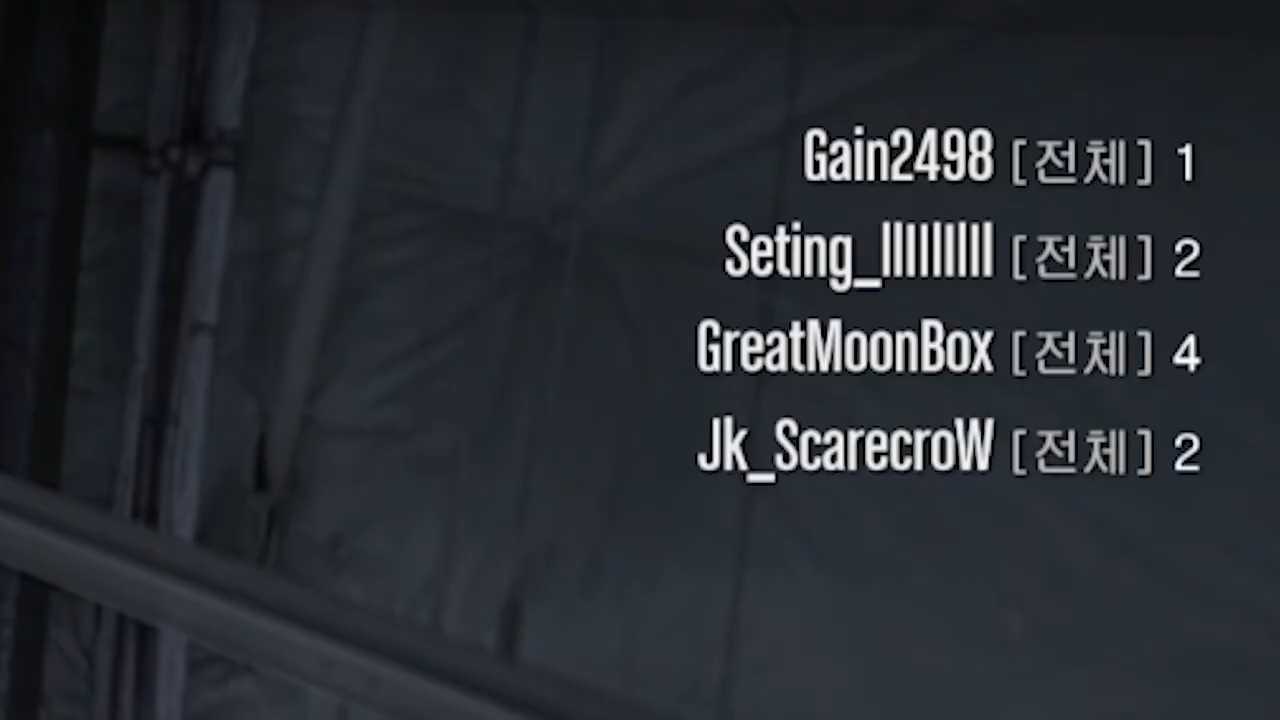 Gain2498 [전체] 1
Seting_lllllllll [전체] 2
GreatMoonBox [전체] 4
Jk_ScarecroW [전체] 2